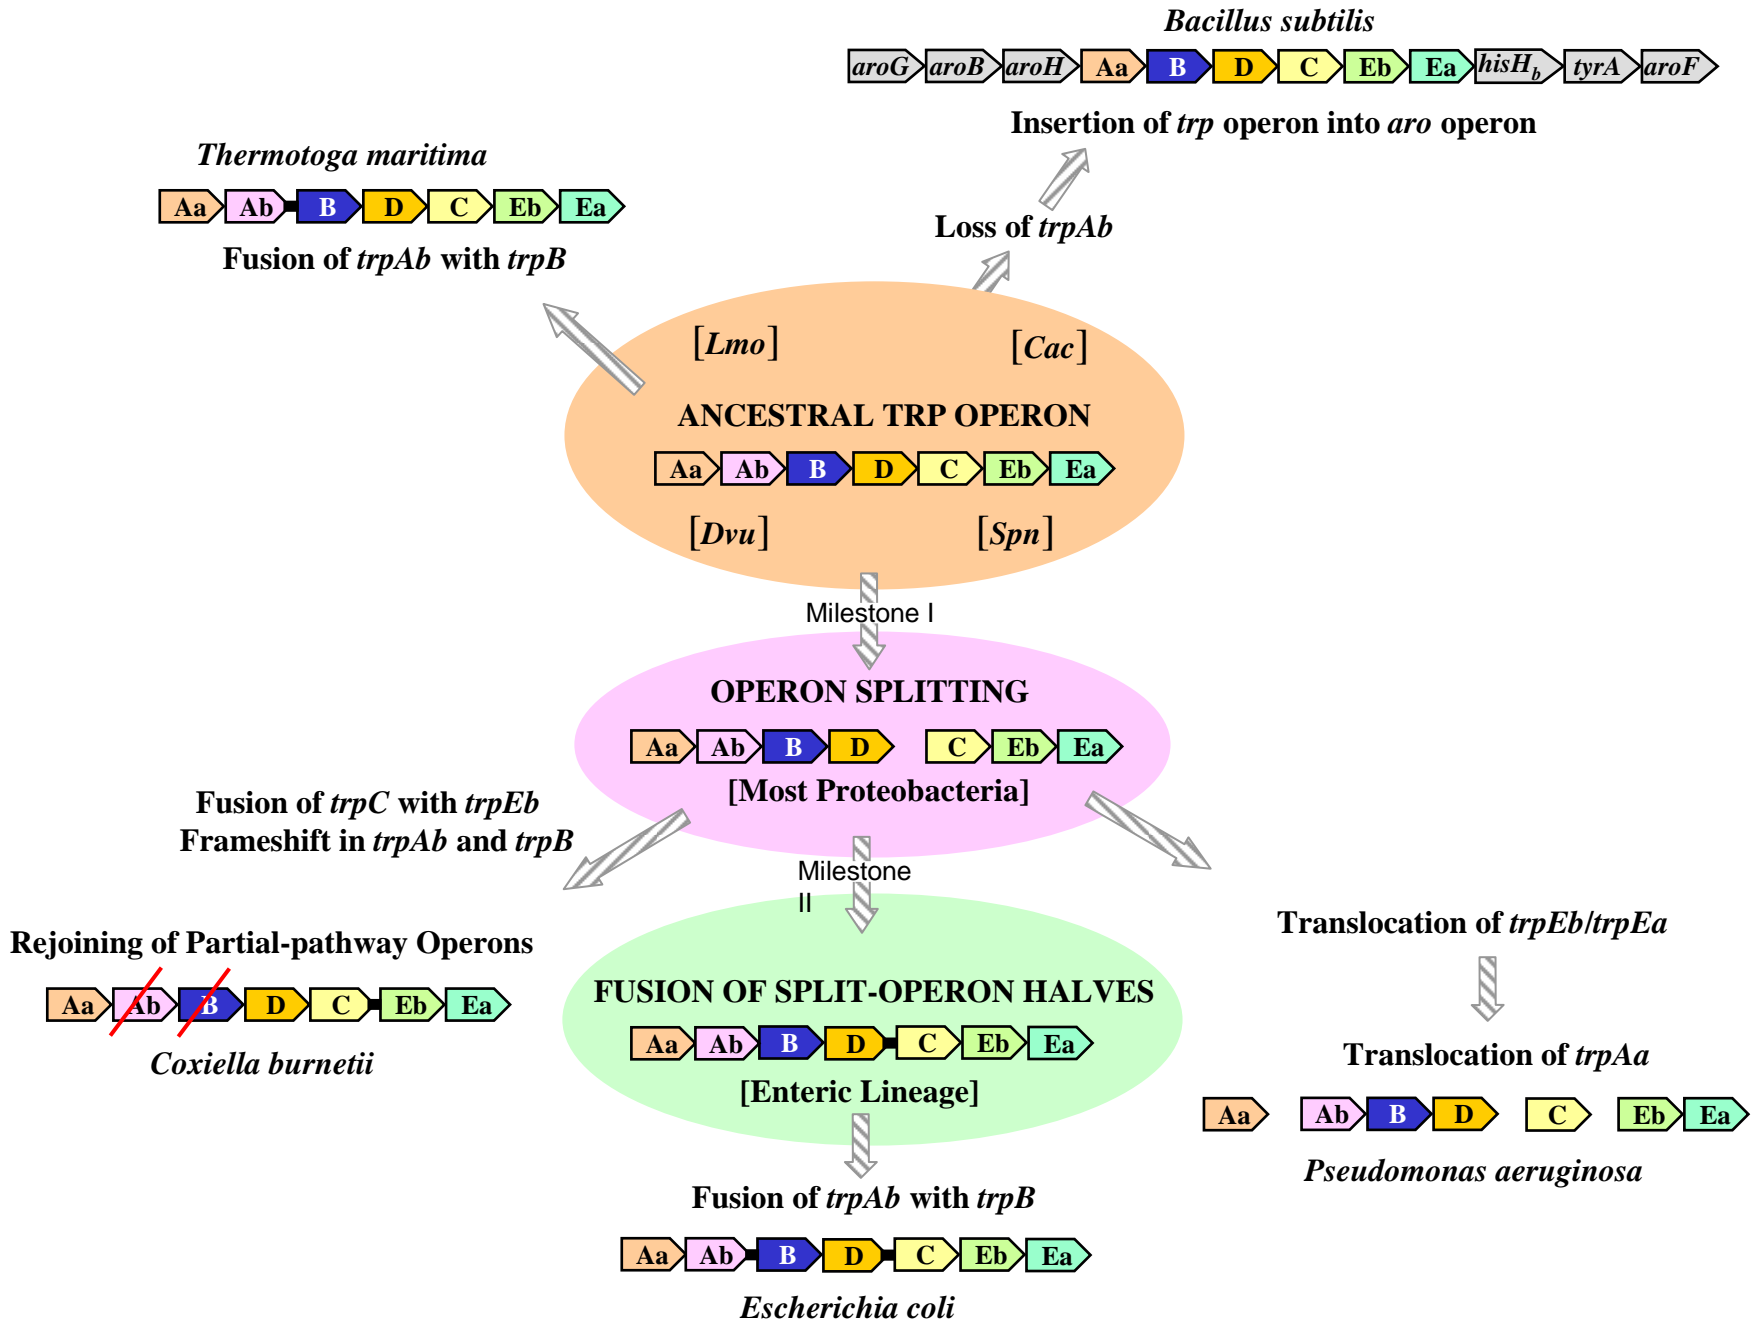 Bacillus subtilis
aroG aroB aroH Aa B D C Eb Ea hisHb tyrA aroF
Insertion of trp operon into aro operon
Loss of trpAb
Thermotoga maritima
Aa Ab B D C Eb Ea
Fusion of trpAb with trpB
[Lmo] [Cac]
ANCESTRAL TRP OPERON
Aa Ab B D C Eb Ea
[Dvu] [Spn]
Milestone I
OPERON SPLITTING
Aa Ab B D C Eb Ea
[Most Proteobacteria]
Fusion of trpC with trpEb
Frameshift in trpAb and trpB
Rejoining of Partial-pathway Operons
Aa Ab B D C Eb Ea
Coxiella burnetii
Milestone
II
FUSION OF SPLIT-OPERON HALVES
Aa Ab B D C Eb Ea
[Enteric Lineage]
Fusion of trpAb with trpB
Aa Ab B D C Eb Ea
Escherichia coli
Translocation of trpEb/trpEa
Translocation of trpAa
Aa Ab B D C Eb Ea
Pseudomonas aeruginosa